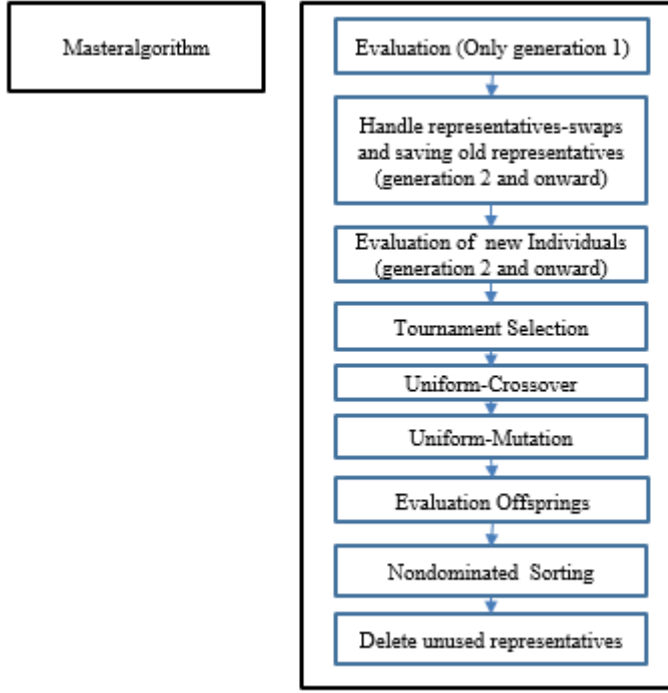 Masteralgorithm
Evaluation (Only generation 1)
Handle representatives-swaps
and saving old representatives
(generation 2 and onward)
Evaluation of new Individuals
(generation 2 and onward)
Tournament Selection
Uniform-Crossover
Uniform-Mutation
Evaluation Offsprings
Nondominated Sorting
Delete unused representatives